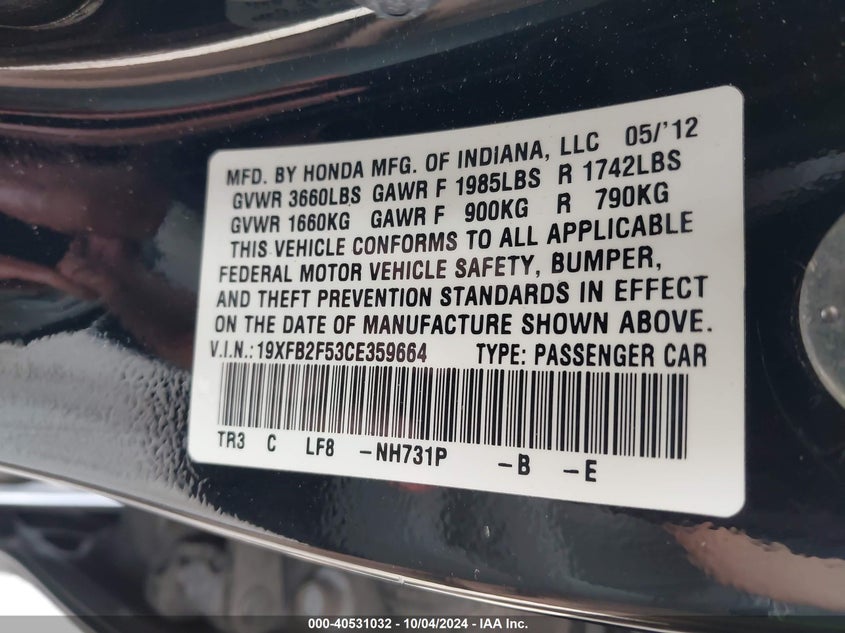 MFD. BY HONDA MFG. OF INDIANA, LLC 05/'12
GVWR 3660LBS GAWR F 1985LBS R 1742LBS
GVWR 1660KG GAWR F 900KG R 790KG
THIS VEHICLE CONFORMS TO ALL APPLICABLE
FEDERAL MOTOR VEHICLE SAFETY, BUMPER,
AND THEFT PREVENTION STANDARDS IN EFFECT
ON THE DATE OF MANUFACTURE SHOWN ABOVE.
V.I.N.: 19XFB2F53CE359664 TYPE: PASSENGER CAR
TR3 C LF8 -NH731P -B -E
000-40531032 - 10/04/2024 - IAA Inc.